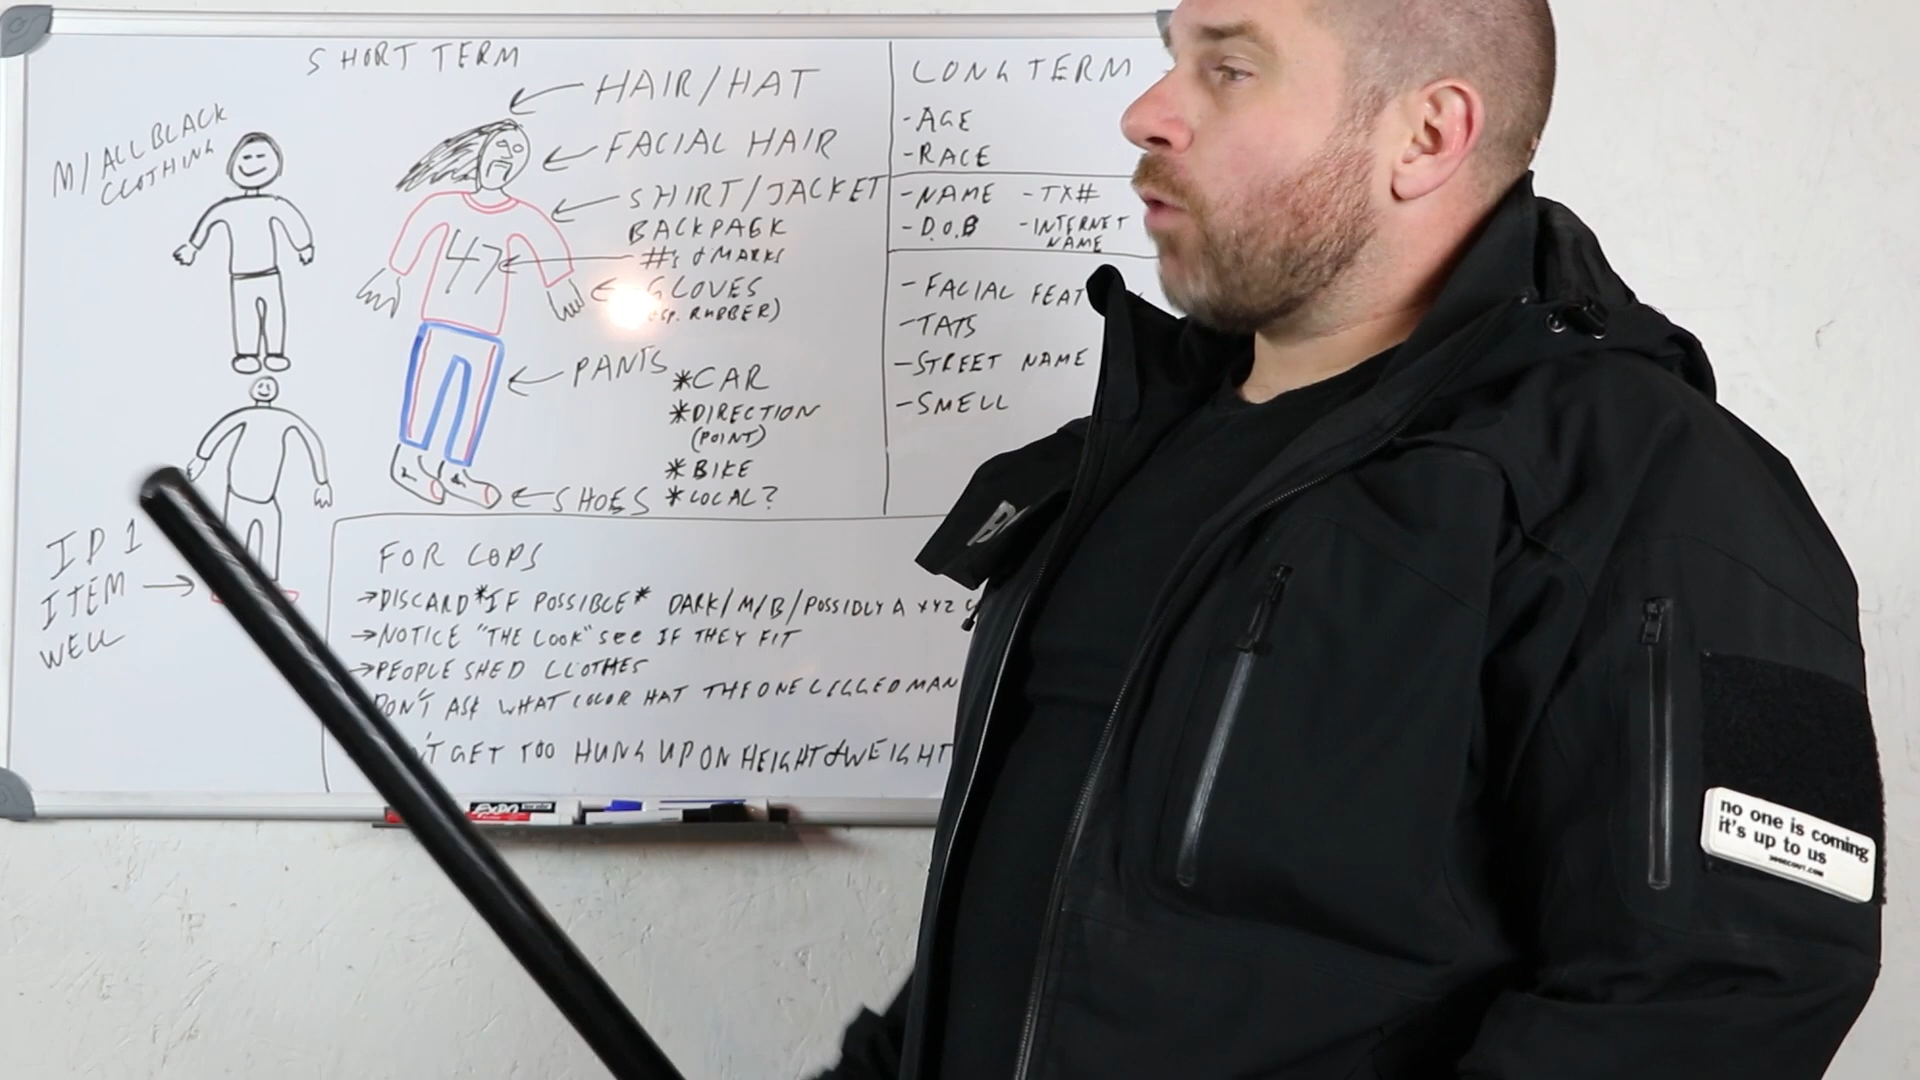 SHORT TERM
M/ALL BLACK
CLOTHING
HAIR/HAT
FACIAL HAIR
SHIRT/JACKET
BACKPACK
#'s & MARKS
47
GLOVES
RUBBER)
PANTS
*CAR
*DIRECTION
(POINT)
*BIKE
*LOCAL?
SHOES
ID 1
ITEM
WELL
LONG TERM
-AGE
-RACE
-NAME -TX#
-D.O.B -INTERNET
NAME
-FACIAL
-TATS
-STREET NAME
-SMELL
FOR COPS
→DISCARD *IF POSSIBLE* DARK/M/B/POSSIBLY A XYZ
→NOTICE "THE LOOK" see IF THEY FIT
→PEOPLE SHED CLOTHES
DON'T ASK WHAT COLOR HAT THE ONE LEGGED MAN
GET TOO HUNG UP ON HEIGHT & WEIGHT
EXPO
no one is coming
it's up to us